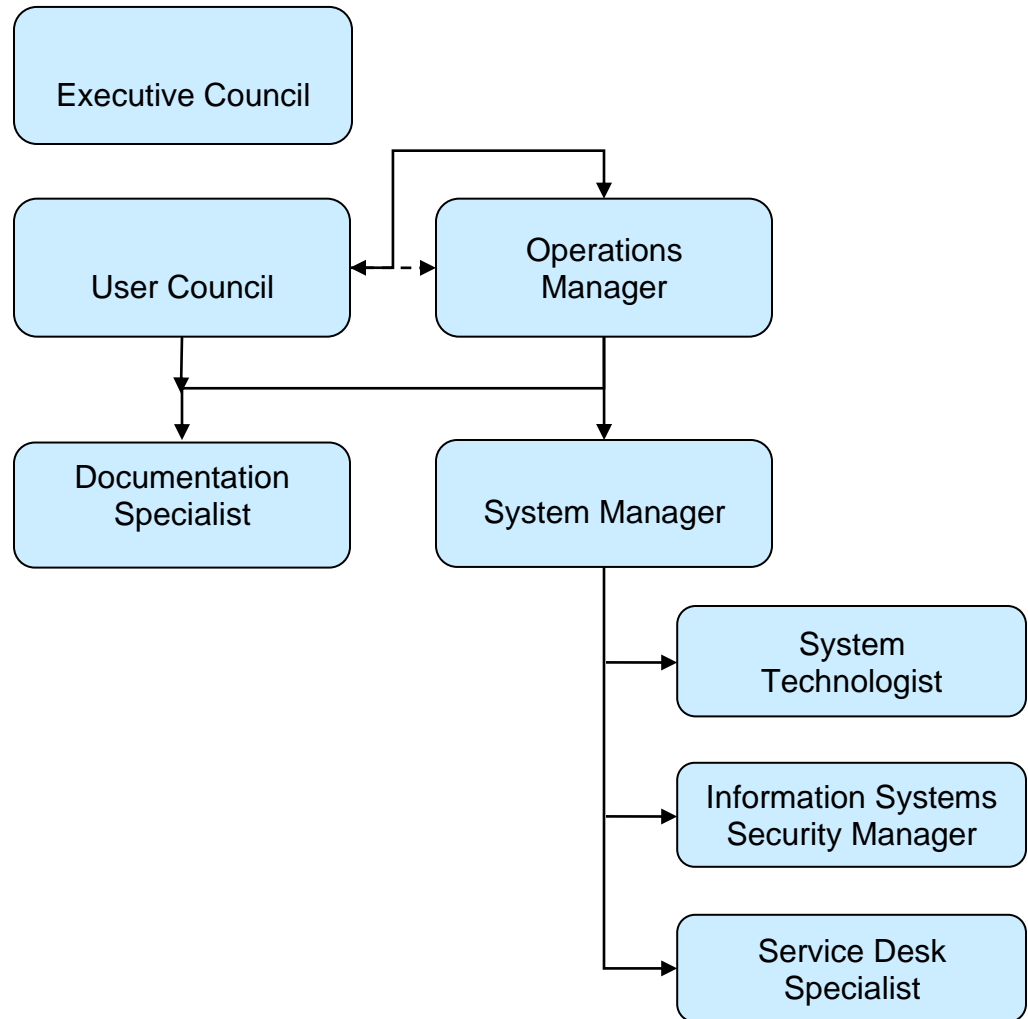 Executive Council
User Council
Operations
Manager
Documentation
Specialist
System Manager
System
Technologist
Information Systems
Security Manager
Service Desk
Specialist